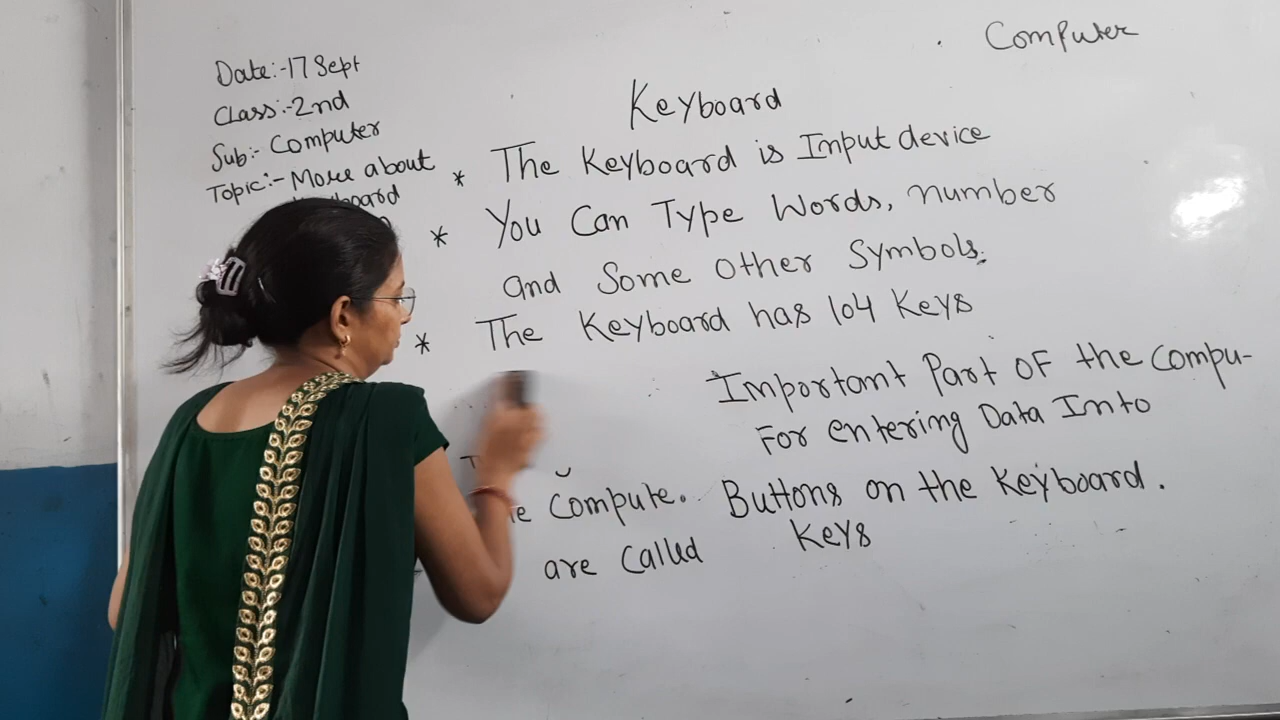 Computer
Date:-17 Sept
Class:-2nd
Sub:- Computer
Topic:- More about
Keyboard
Keyboard
* The Keyboard is Imput device
* You Can Type Words, number
and Some Other Symbols.
* The Keyboard has 104 Keys
Important Part OF the Compu-
For entering Data Into
Compute. Buttons on the Keyboard.
are Called Keys